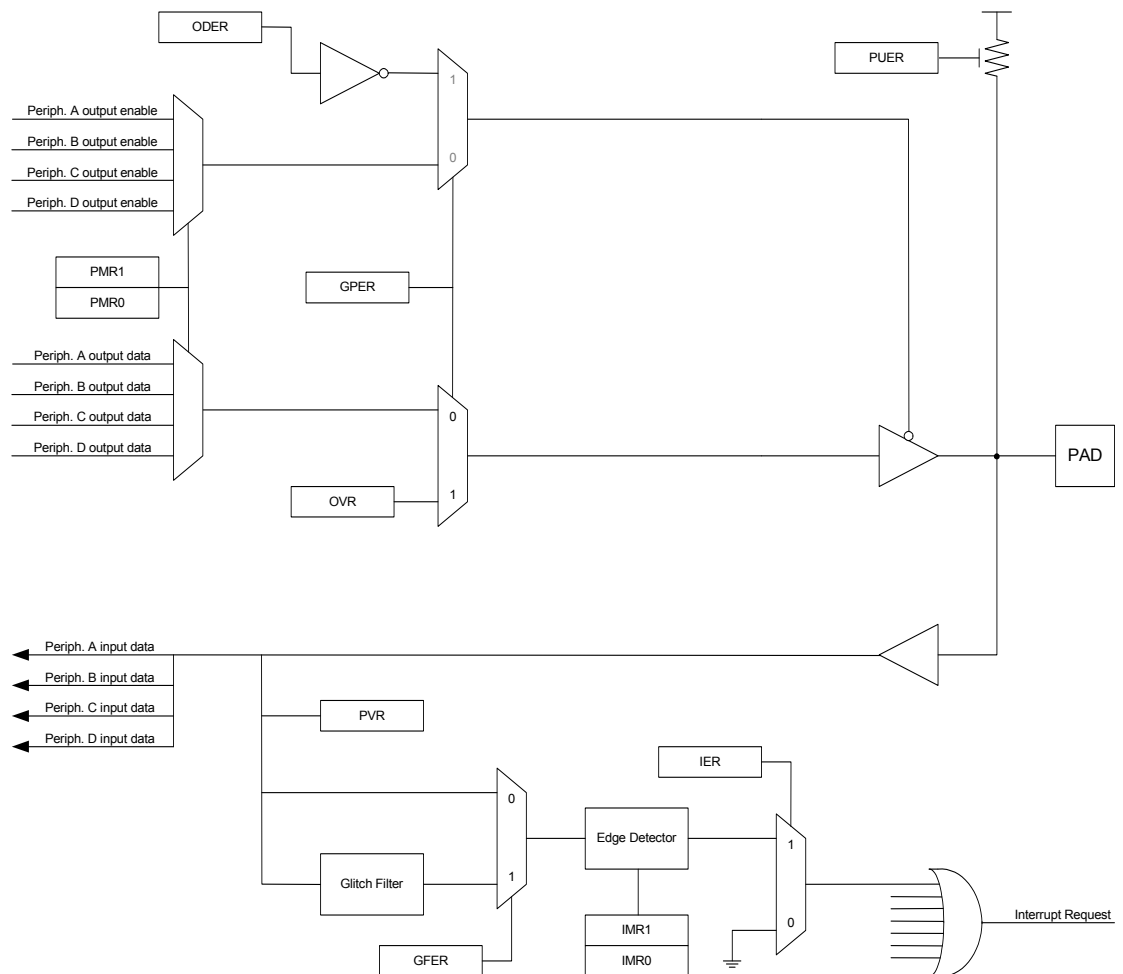 ODER
PUER
1
Periph. A output enable
Periph. B output enable
0
Periph. C output enable
Periph. D output enable
PMR1
GPER
PMR0
Periph. A output data
Periph. B output data
0
Periph. C output data
Periph. D output data
PAD
OVR
1
Periph. A input data
Periph. B input data
Periph. C input data
PVR
Periph. D input data
IER
0
Edge Detector
1
Glitch Filter
1
0
Interrupt Request
IMR1
GFER
IMR0